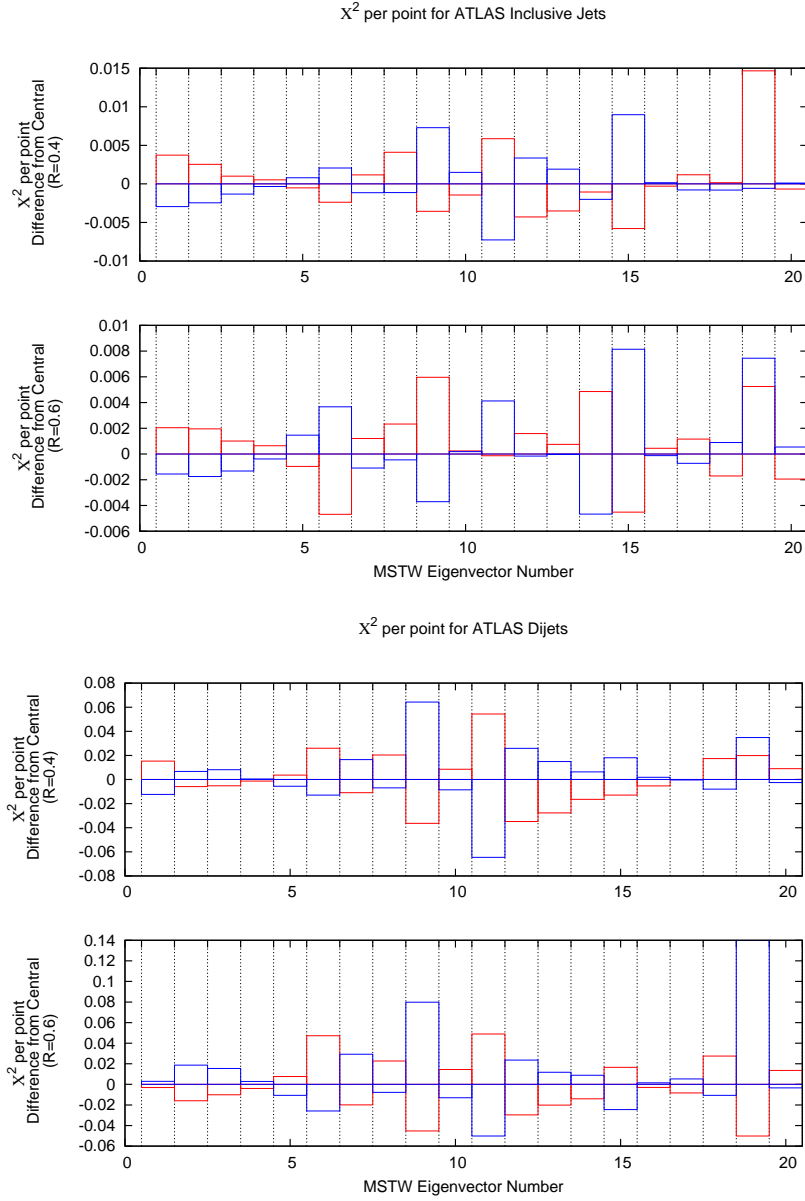 X² per point for ATLAS Inclusive Jets
X² per point
Difference from Central
(R=0.4)
0.015
0.01
0.005
0
-0.005
-0.01
0 5 10 15 20
X² per point
Difference from Central
(R=0.6)
0.01
0.008
0.006
0.004
0.002
0
-0.002
-0.004
-0.006
0 5 10 15 20
MSTW Eigenvector Number
X² per point for ATLAS Dijets
X² per point
Difference from Central
(R=0.4)
0.08
0.06
0.04
0.02
0
-0.02
-0.04
-0.06
-0.08
0 5 10 15 20
X² per point
Difference from Central
(R=0.6)
0.14
0.12
0.1
0.08
0.06
0.04
0.02
0
-0.02
-0.04
-0.06
0 5 10 15 20
MSTW Eigenvector Number